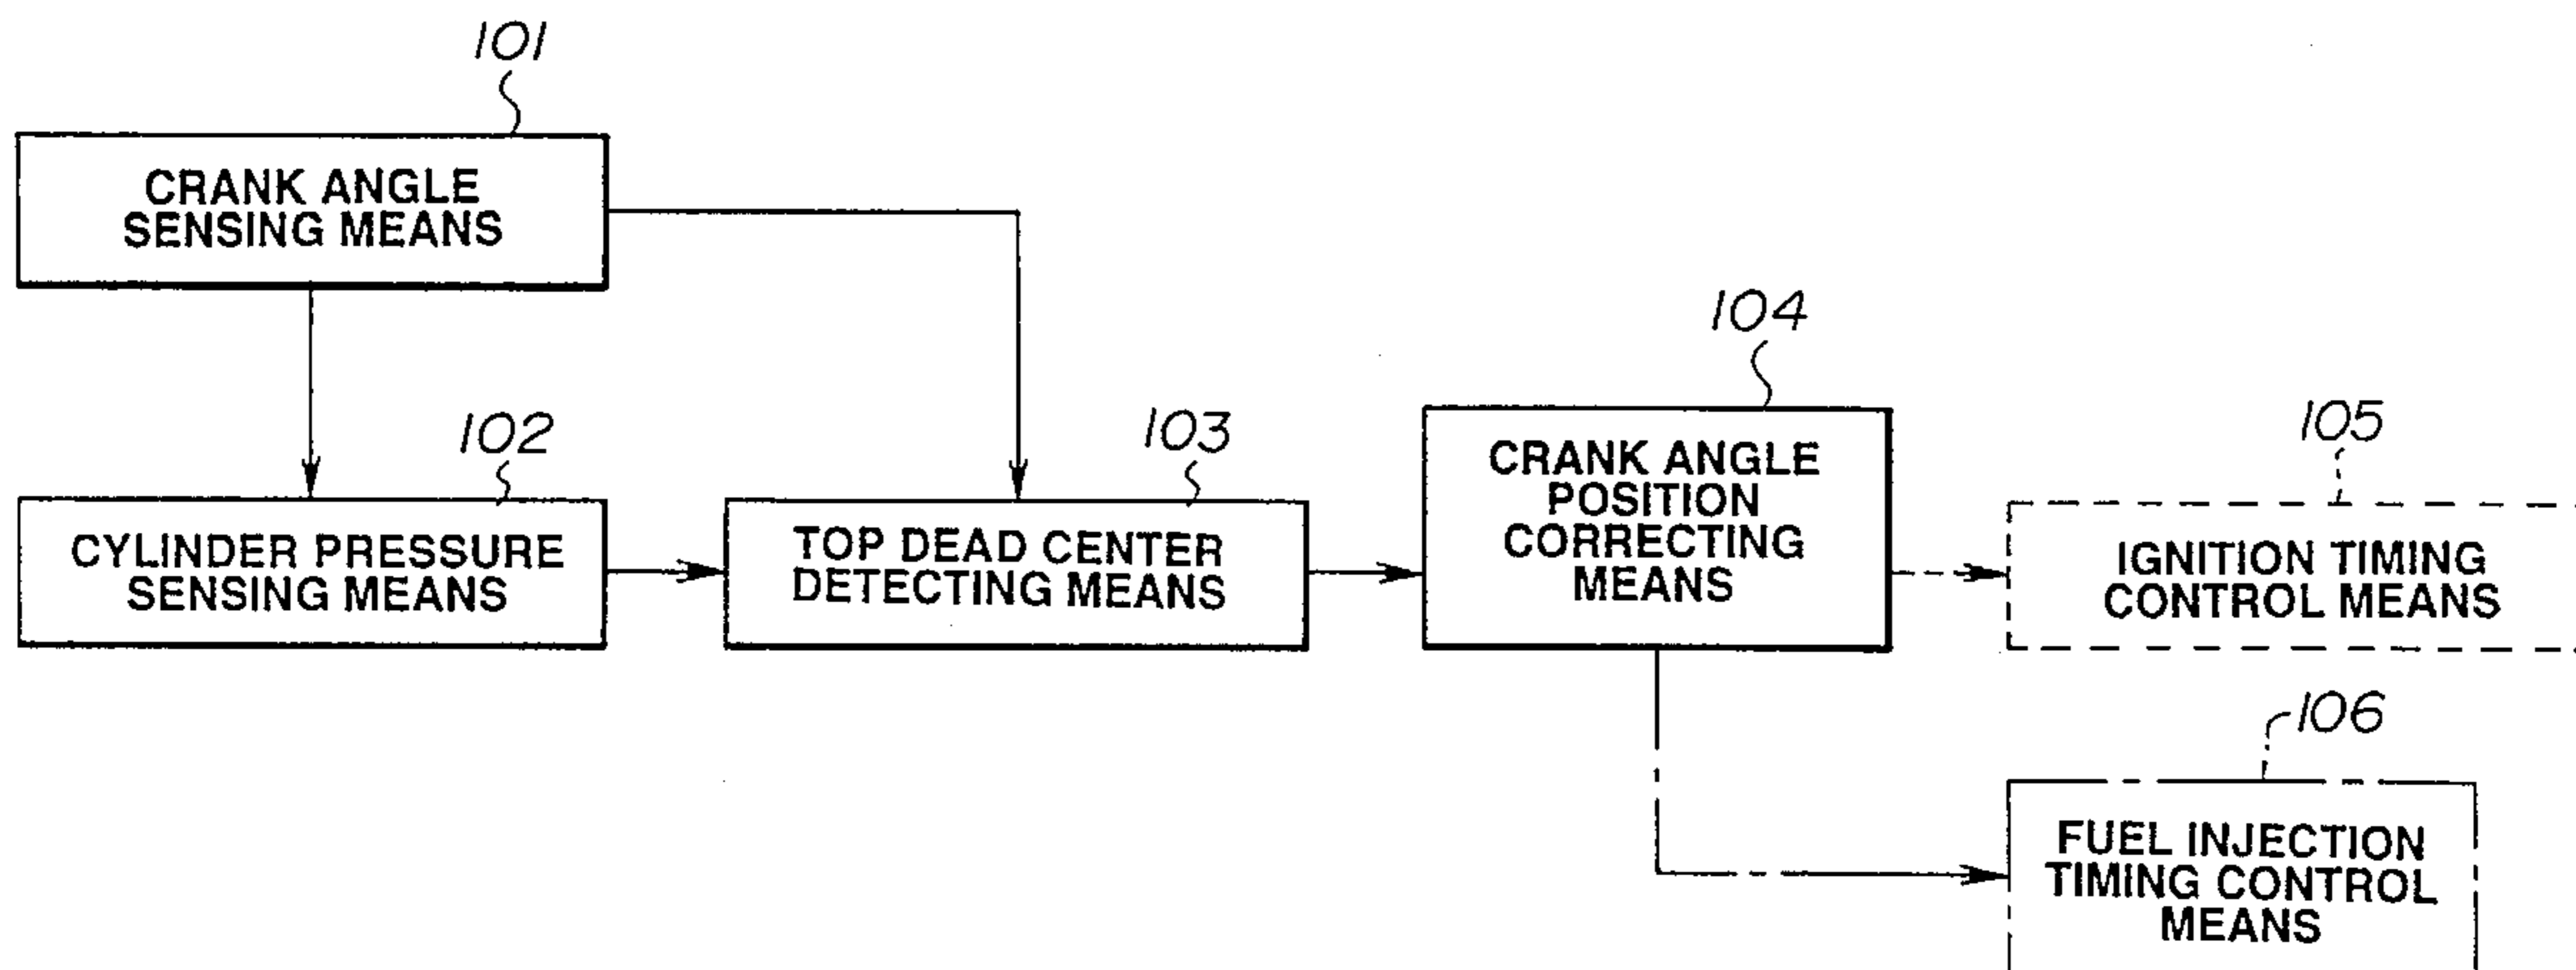 101
CRANK ANGLE
SENSING MEANS
102
CYLINDER PRESSURE
SENSING MEANS
103
TOP DEAD CENTER
DETECTING MEANS
104
CRANK ANGLE
POSITION
CORRECTING
MEANS
105
IGNITION TIMING
CONTROL MEANS
106
FUEL INJECTION
TIMING CONTROL
MEANS